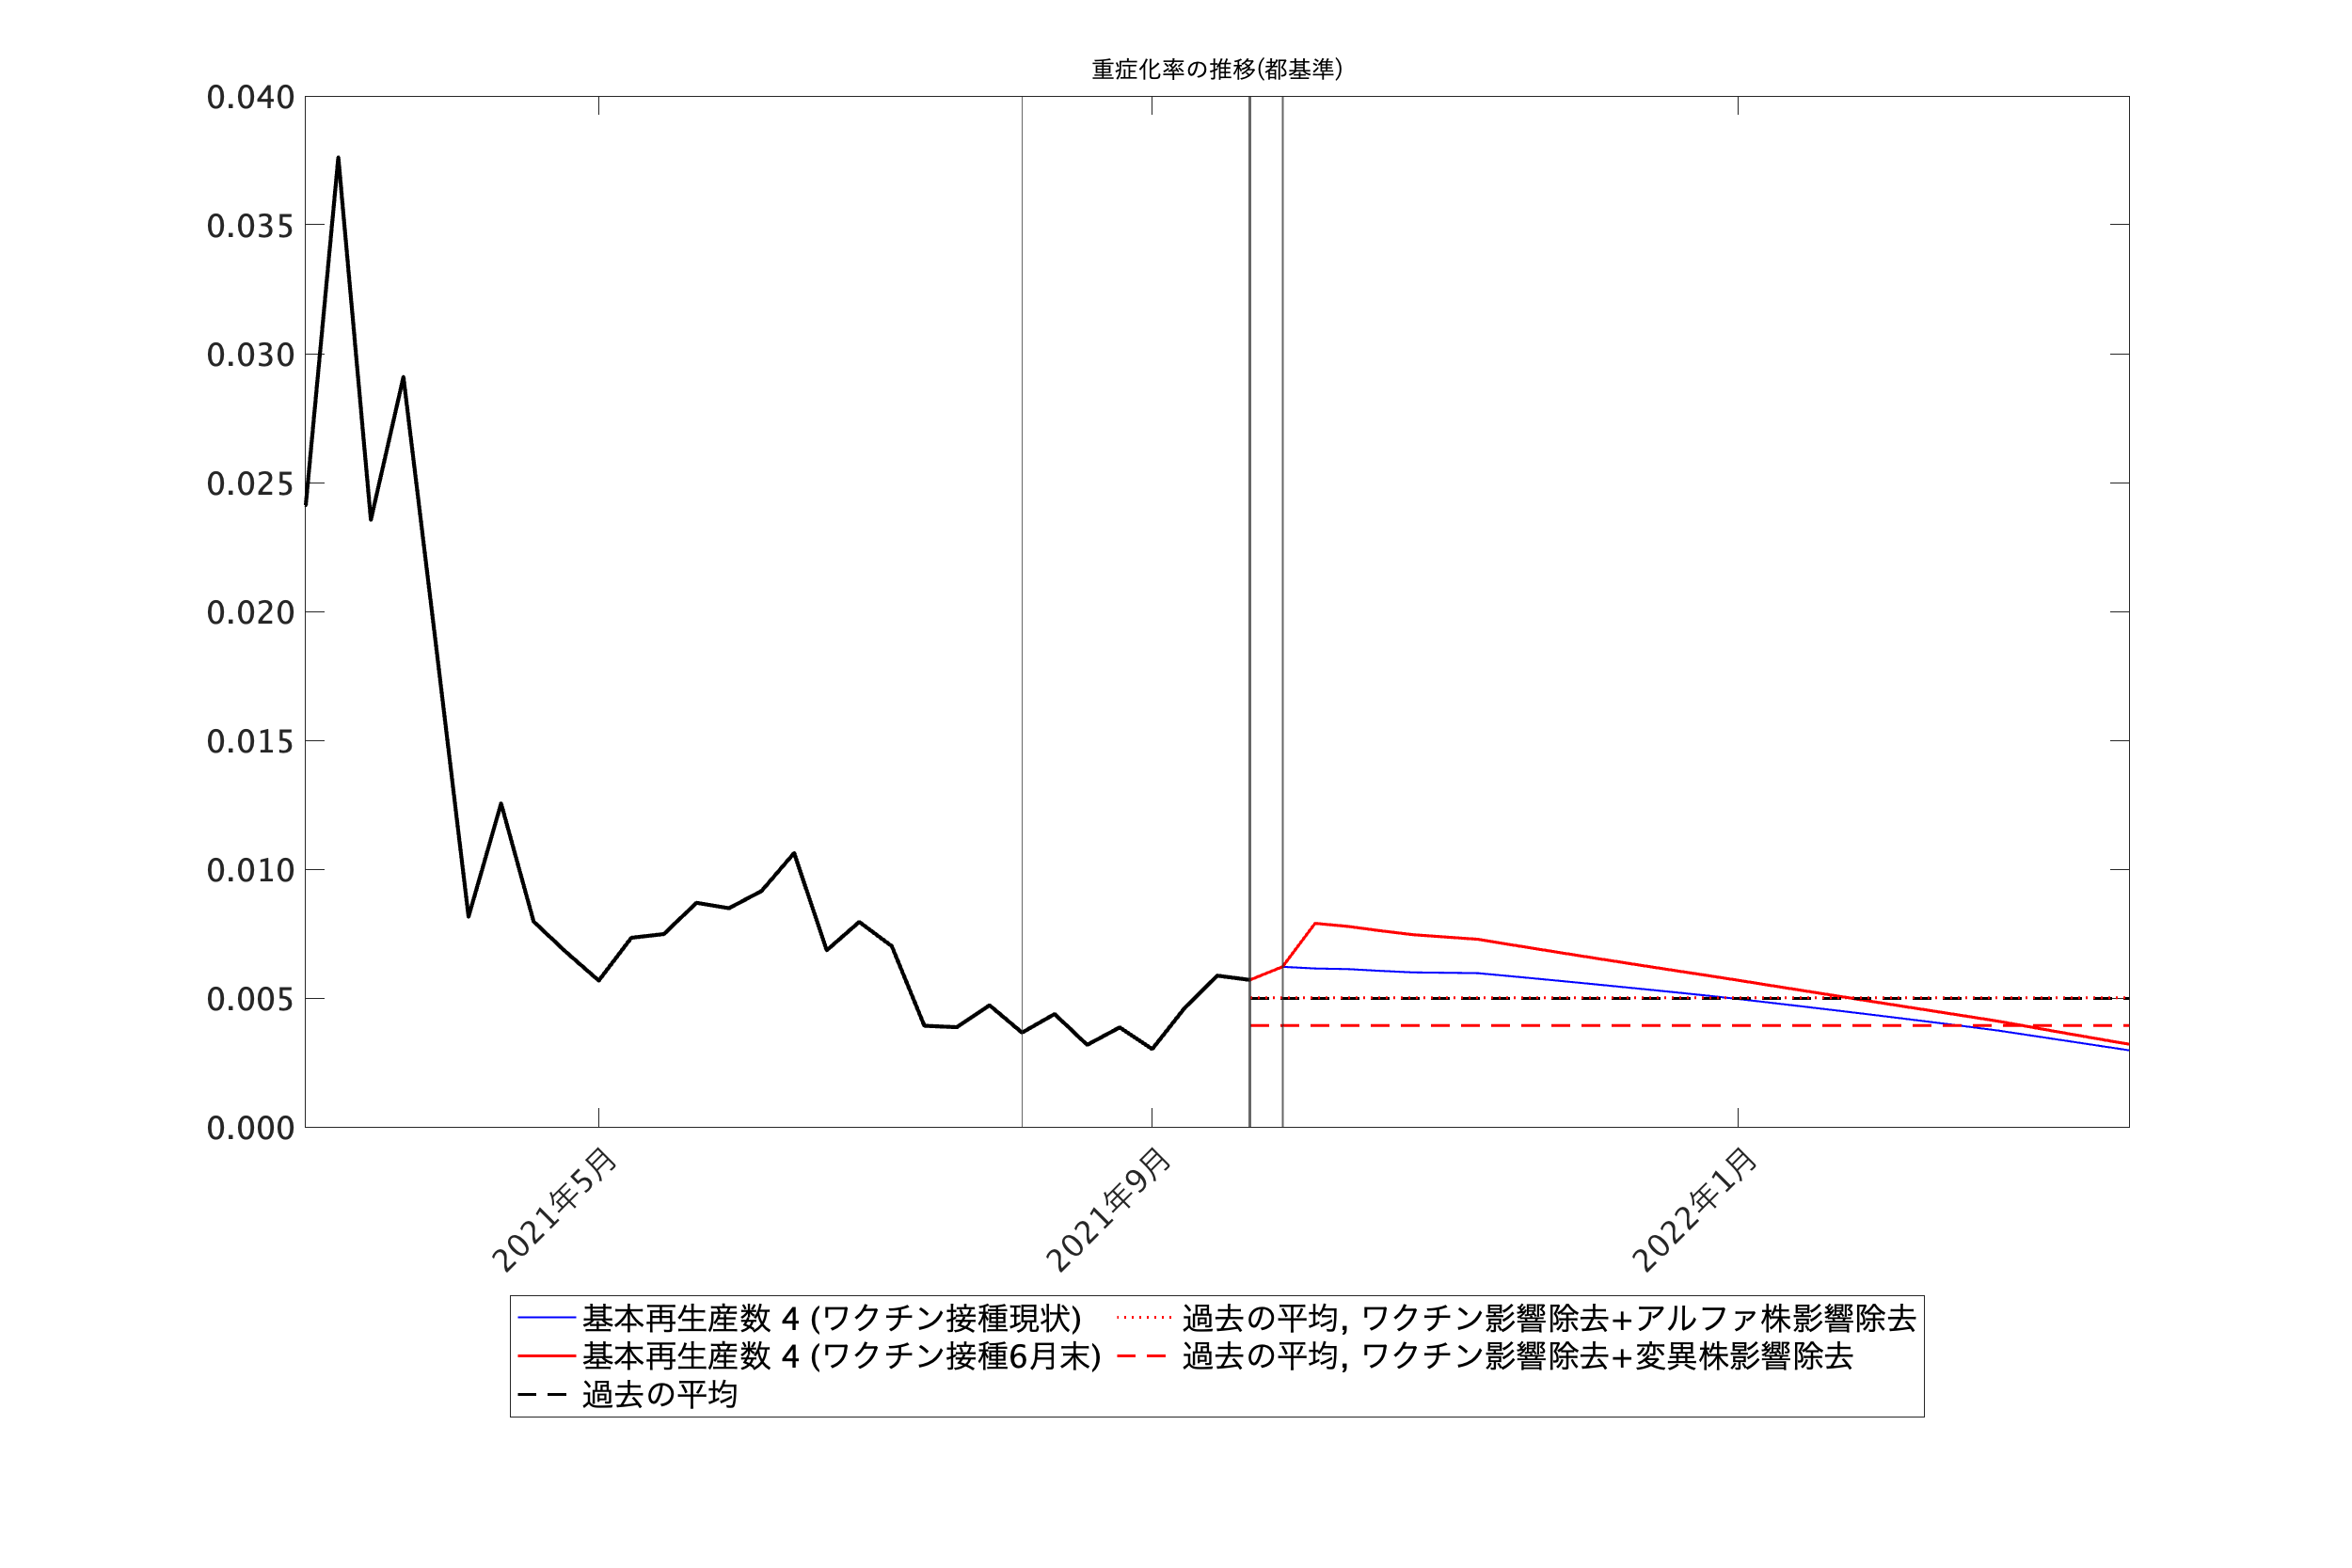 重症化率の推移(都基準)
0.040
0.035
0.030
0.025
0.020
0.015
0.010
0.005
0.000
2021年5月
2021年9月
2022年1月
基本再生産数 4 (ワクチン接種現状)
基本再生産数 4 (ワクチン接種6月末)
過去の平均
過去の平均, ワクチン影響除去+アルファ株影響除去
過去の平均, ワクチン影響除去+変異株影響除去